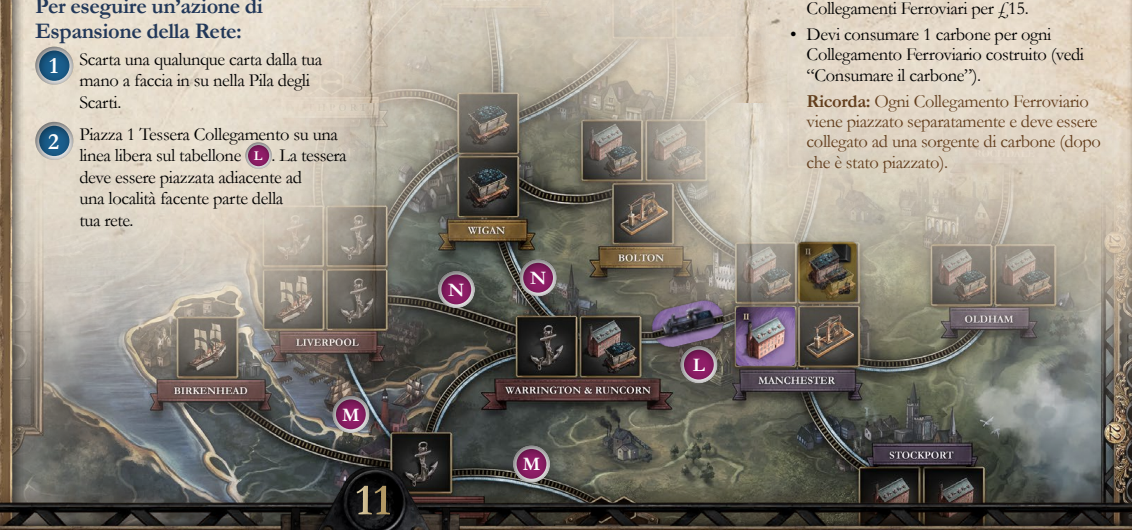 Per eseguire un'azione di
Espansione della Rete:
1
Scarta una qualunque carta dalla tua
mano a faccia in su nella Pila degli
Scarti.
2
Piazza 1 Tessera Collegamento su una
linea libera sul tabellone L. La tessera
deve essere piazzata adiacente ad
una località facente parte della
tua rete.
Collegamenti Ferroviari per £15.
• Devi consumare 1 carbone per ogni
Collegamento Ferroviario costruito (vedi
“Consumare il carbone”).
Ricorda: Ogni Collegamento Ferroviario
viene piazzato separatamente e deve essere
collegato ad una sorgente di carbone (dopo
che è stato piazzato).
WIGAN
BOLTON
II
N
N
II
OLDHAM
LIVERPOOL
L
MANCHESTER
BIRKENHEAD
WARRINGTON & RUNCORN
M
M
STOCKPORT
11
21
22